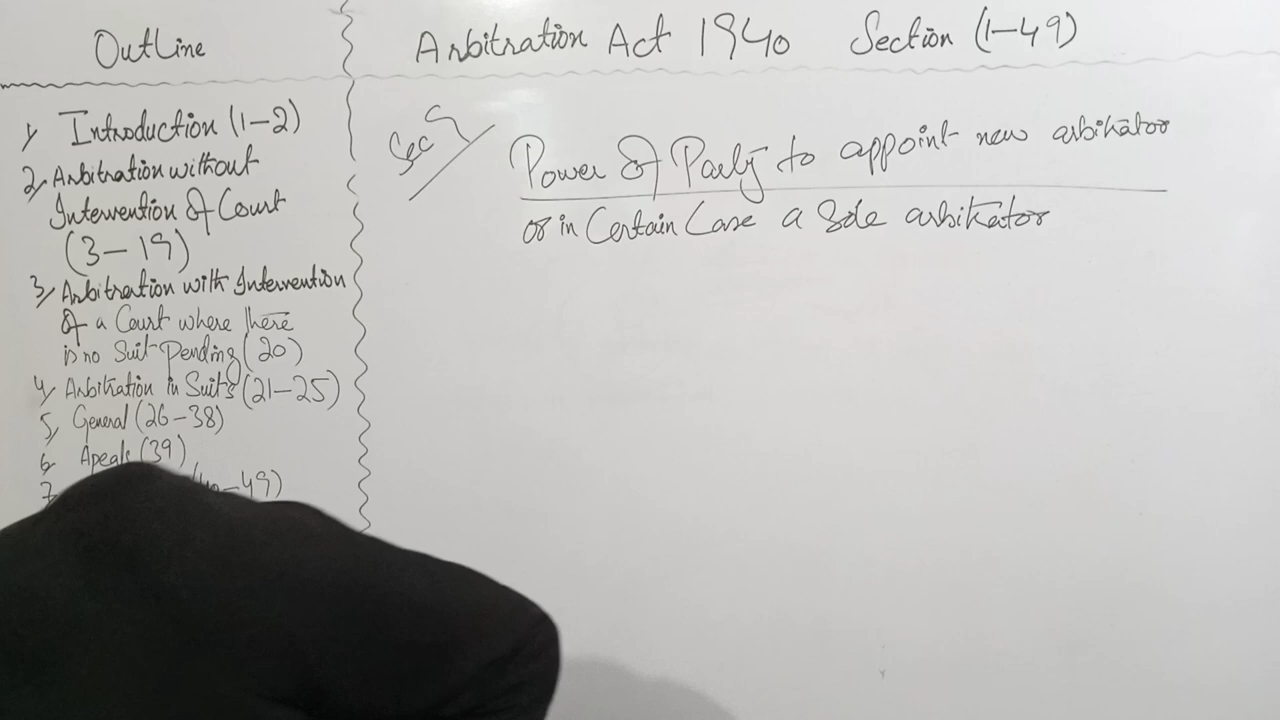 Outline
Arbitration Act 1940 Section (1-49)
1, Introduction (1-2)
2, Arbitration without
Intervention Of Court
(3-19)
3, Arbitration with Intervention
Of a Court where there
is no Suit Pending (20)
4, Arbitration in Suits (21-25)
5, General (26-38)
6, Apeals (39)
7, -49)
Sec 9
Power Of Party to appoint new arbitrator
or in Certain Case a Sole arbitrator